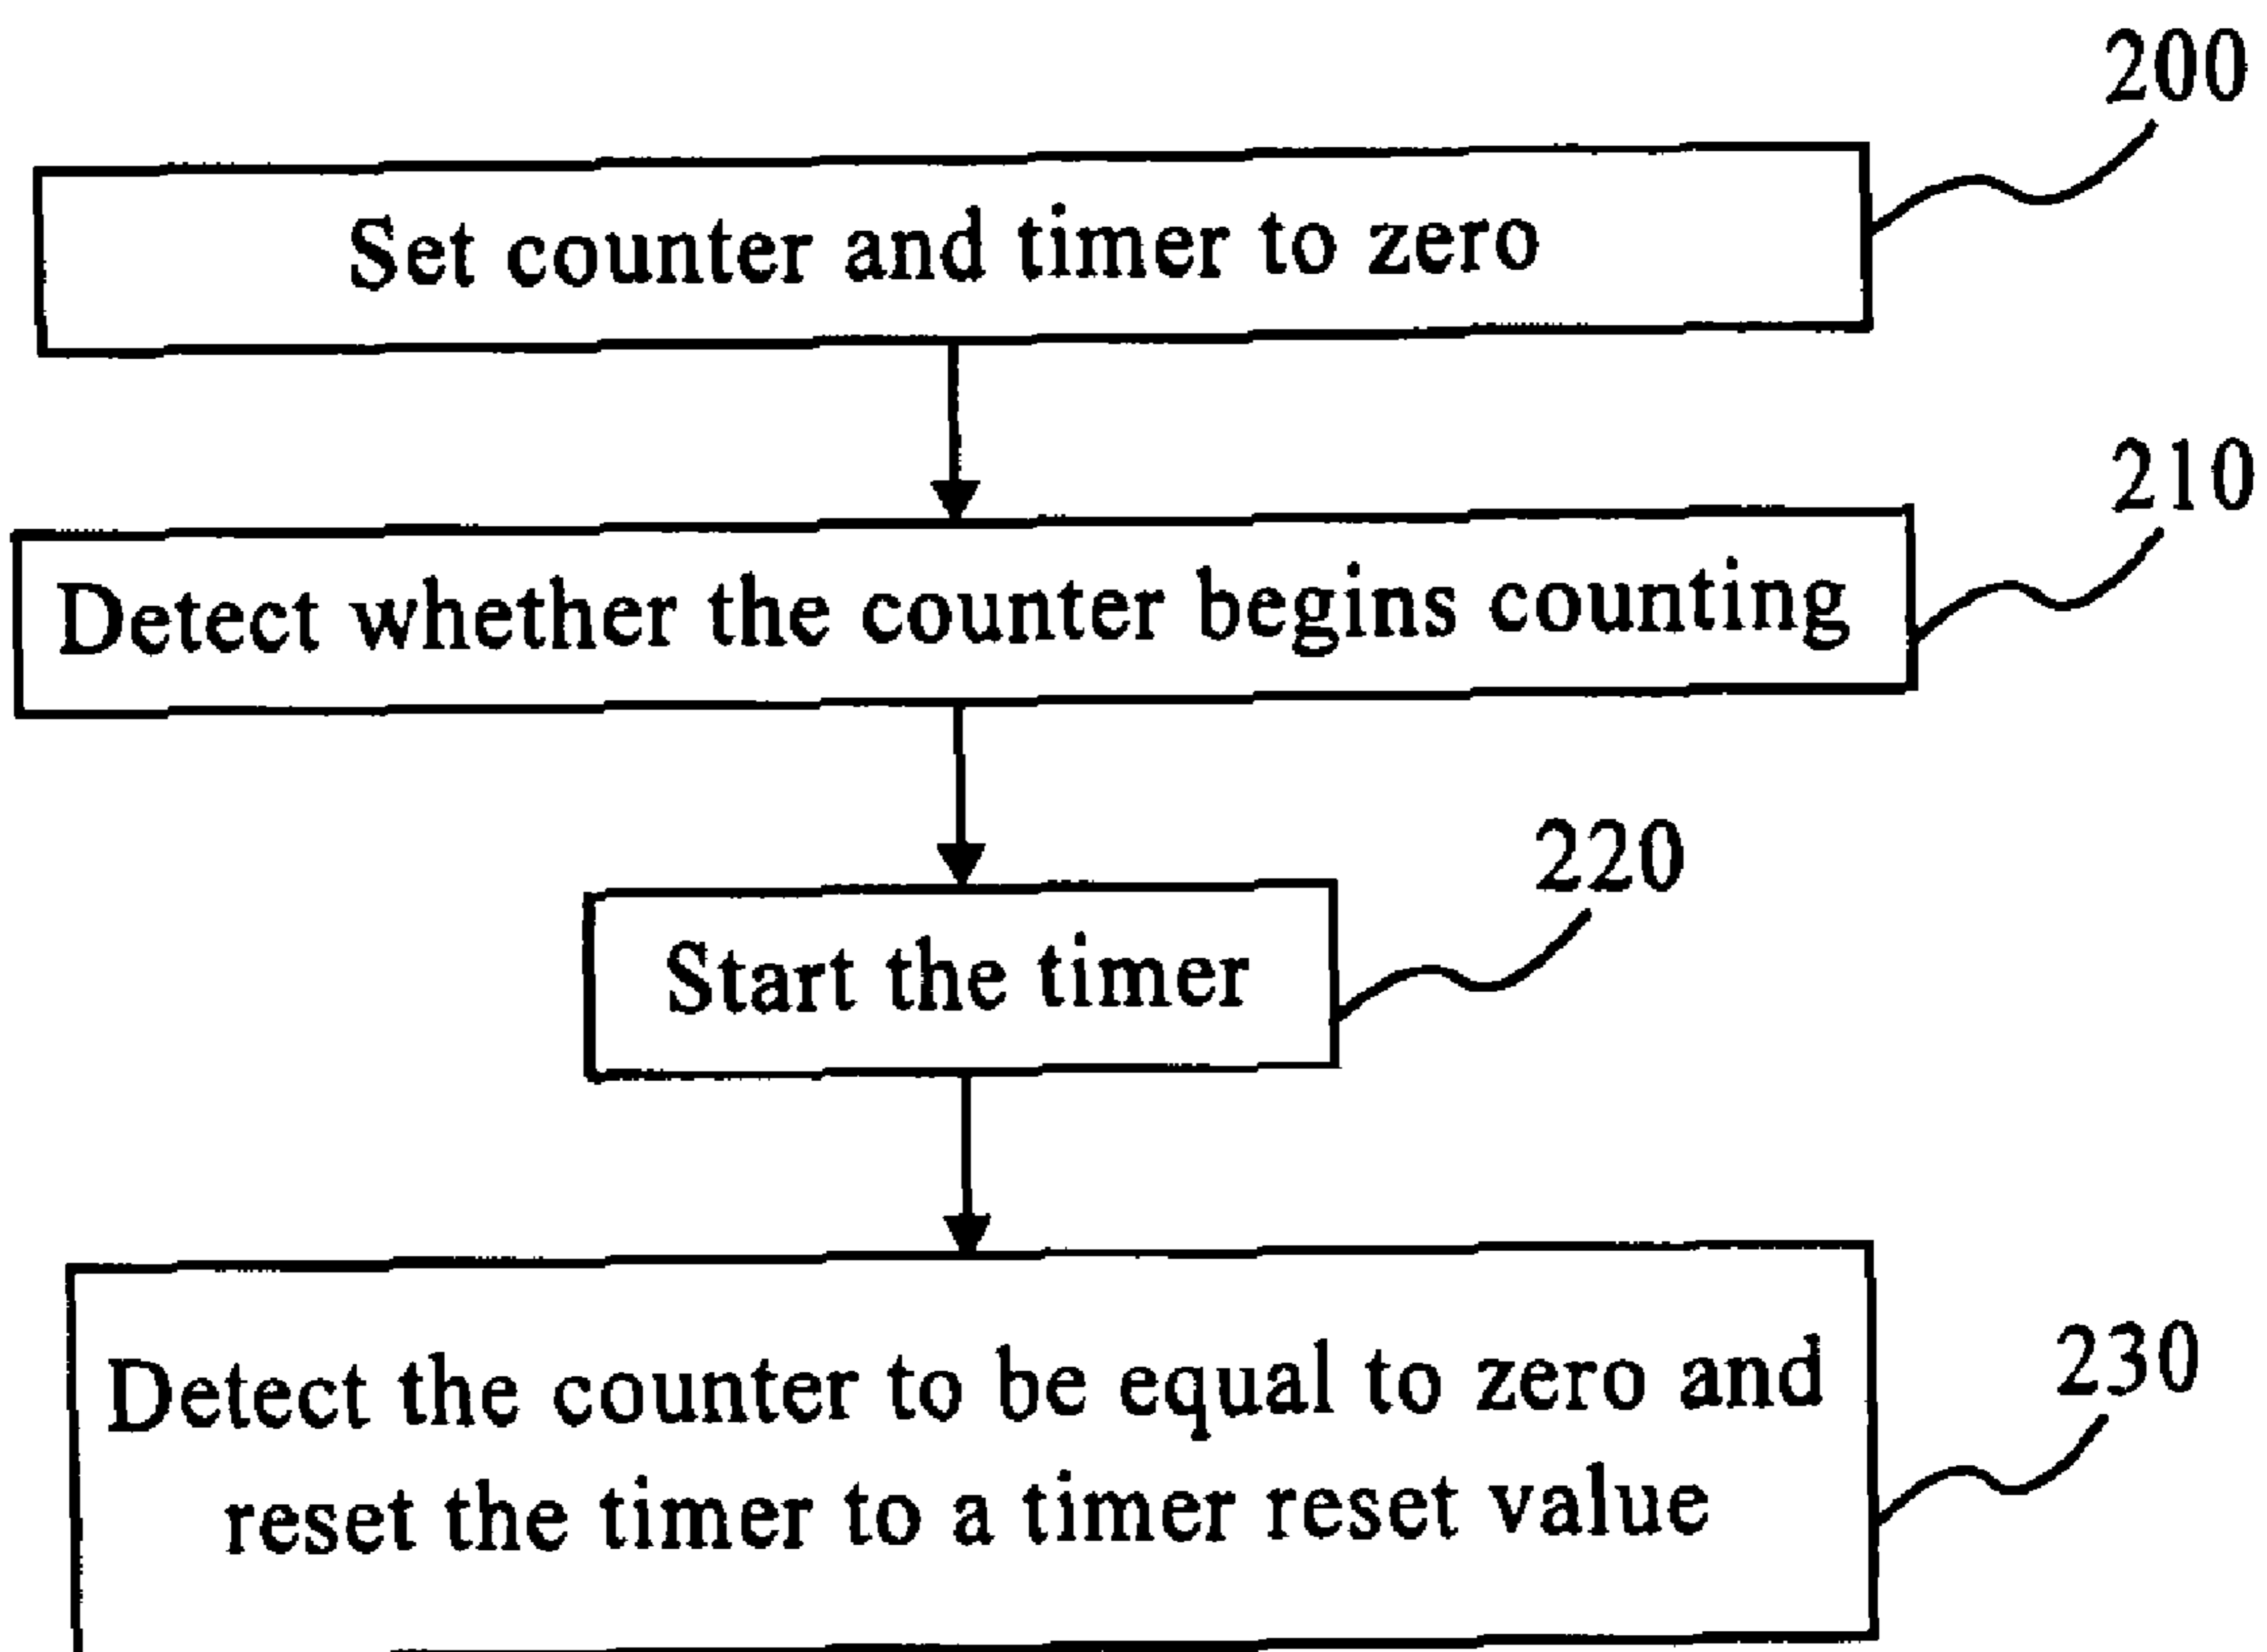 200
Set counter and timer to zero
210
Detect whether the counter begins counting
220
Start the timer
230
Detect the counter to be equal to zero and
reset the timer to a timer reset value